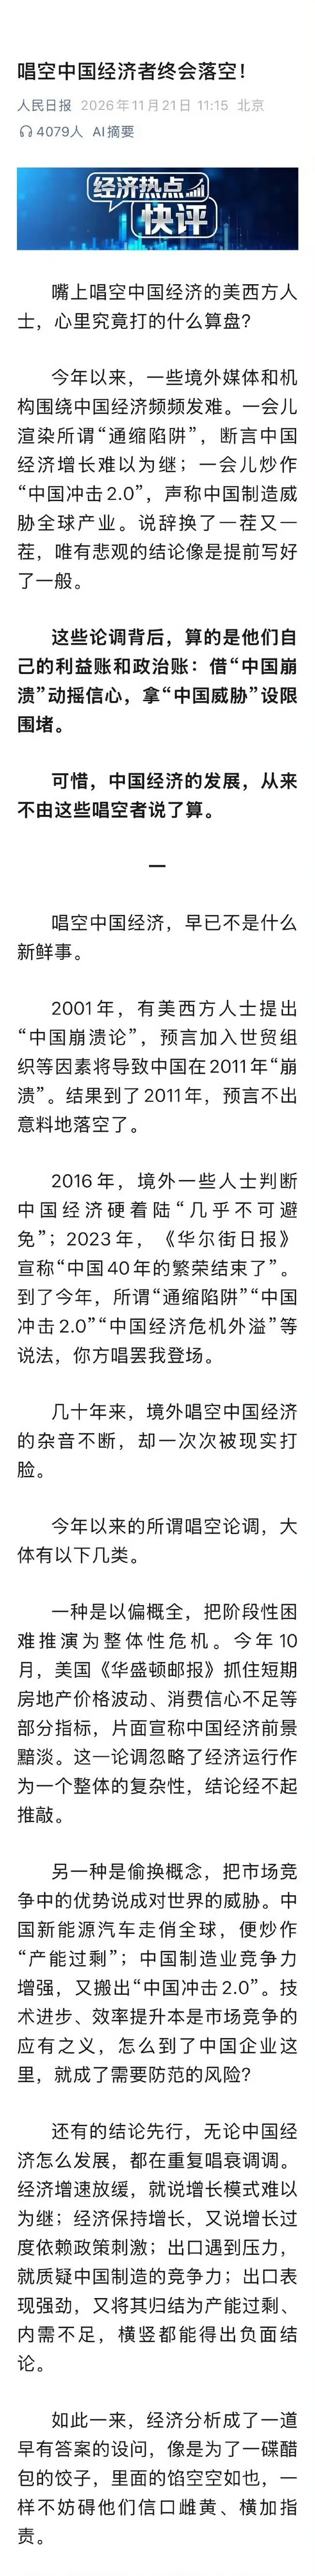 唱空中国经济者终会落空！
人民日报 2026年11月21日 11:15 北京
4079人 AI摘要
经济热点
快评
嘴上唱空中国经济的美西方人
士，心里究竟打的什么算盘？
今年以来，一些境外媒体和机
构围绕中国经济频频发难。一会儿
渲染所谓“通缩陷阱”，断言中国
经济增长难以为继；一会儿炒作
“中国冲击2.0”，声称中国制造威
胁全球产业。说辞换了一茬又一
茬，唯有悲观的结论像是提前写好
了一般。
这些论调背后，算的是他们自
己的利益账和政治账：借“中国崩
溃”动摇信心，拿“中国威胁”设限
围堵。
可惜，中国经济的发展，从来
不由这些唱空者说了算。
一
唱空中国经济，早已不是什么
新鲜事。
2001年，有美西方人士提出
“中国崩溃论”，预言加入世贸组
织等因素将导致中国在2011年“崩
溃”。结果到了2011年，预言不出
意料地落空了。
2016年，境外一些人士判断
中国经济硬着陆“几乎不可避
免”；2023年，《华尔街日报》
宣称“中国40年的繁荣结束了”。
到了今年，所谓“通缩陷阱”“中国
冲击2.0”“中国经济危机外溢”等
说法，你方唱罢我登场。
几十年来，境外唱空中国经济
的杂音不断，却一次次被现实打
脸。
今年以来的所谓唱空论调，大
体有以下几类。
一种是以偏概全，把阶段性困
难推演为整体性危机。今年10
月，美国《华盛顿邮报》抓住短期
房地产价格波动、消费信心不足等
部分指标，片面宣称中国经济前景
黯淡。这一论调忽略了经济运行作
为一个整体的复杂性，结论经不起
推敲。
另一种是偷换概念，把市场竞
争中的优势说成对世界的威胁。中
国新能源汽车走俏全球，便炒作
“产能过剩”；中国制造业竞争力
增强，又搬出“中国冲击2.0”。技
术进步、效率提升本是市场竞争的
应有之义，怎么到了中国企业这
里，就成了需要防范的风险？
还有的结论先行，无论中国经
济怎么发展，都在重复唱衰调调。
经济增速放缓，就说增长模式难以
为继；经济保持增长，又说增长过
度依赖政策刺激；出口遇到压力，
就质疑中国制造的竞争力；出口表
现强劲，又将其归结为产能过剩、
内需不足，横竖都能得出负面结
论。
如此一来，经济分析成了一道
早有答案的设问，像是为了一碟醋
包的饺子，里面的馅空空如也，一
样不妨碍他们信口雌黄、横加指
责。